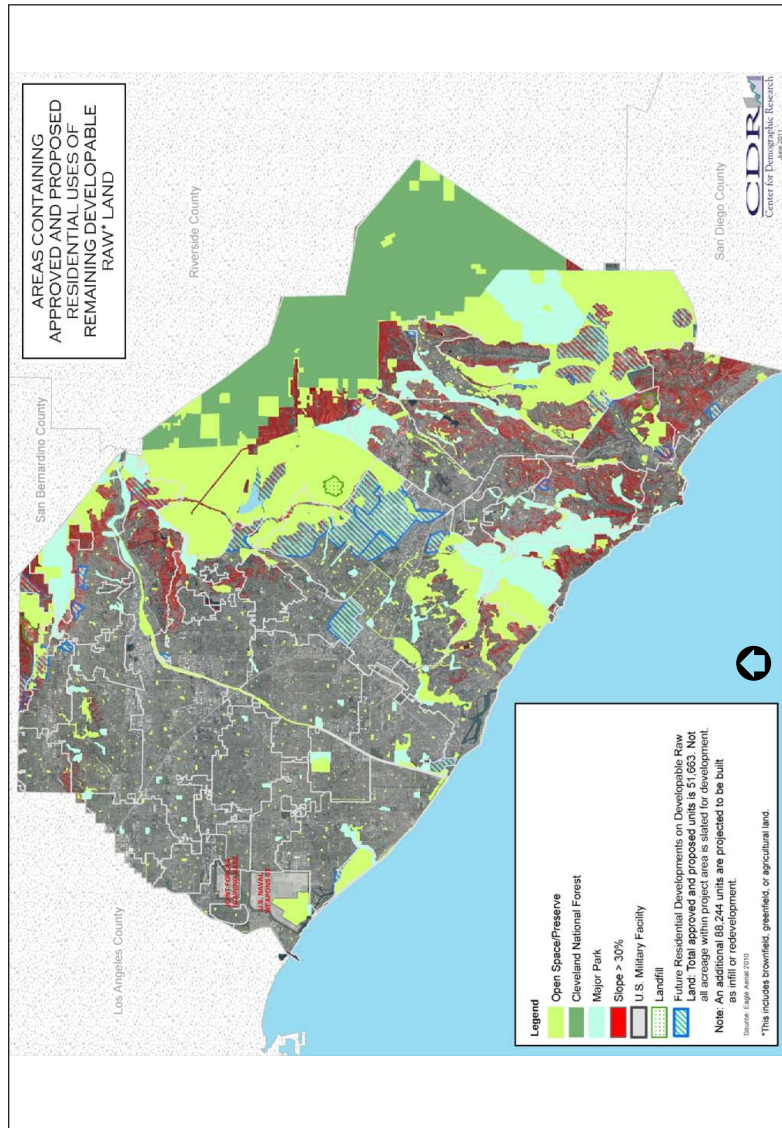 AREAS CONTAINING
APPROVED AND PROPOSED
RESIDENTIAL USES OF
REMAINING DEVELOPABLE
RAW* LAND
San Bernardino County
Riverside County
Los Angeles County
San Diego County
U.S. NAVAL
CDR
Center for Demographic Research
Legend
Open Space/Preserve
Cleveland National Forest
Major Park
Slope > 30%
U.S. Military Facility
Landfill
Future Residential Developments on Developable Raw
Land: Total approved and proposed units is 51,663. Not
all acreage within project area is slated for development.
Note: An additional 88,244 units are projected to be built
as infill or redevelopment.
Source: Eagle Aerial 2010
*This includes brownfield, greenfield, or agricultural land.